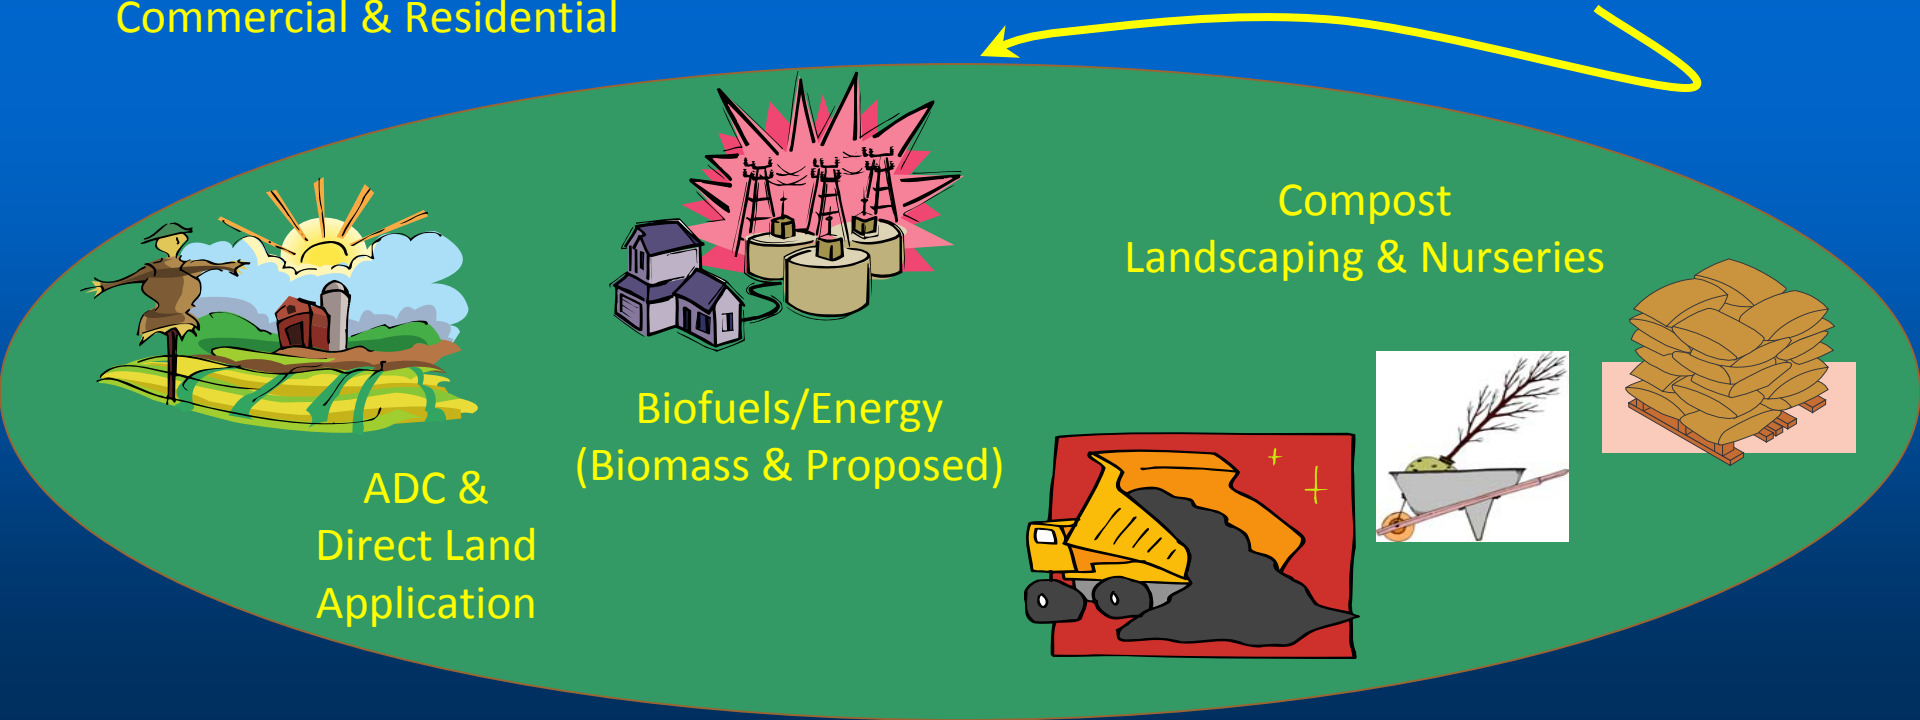 Commercial & Residential
Compost
Landscaping & Nurseries
Biofuels/Energy
(Biomass & Proposed)
ADC &
Direct Land
Application